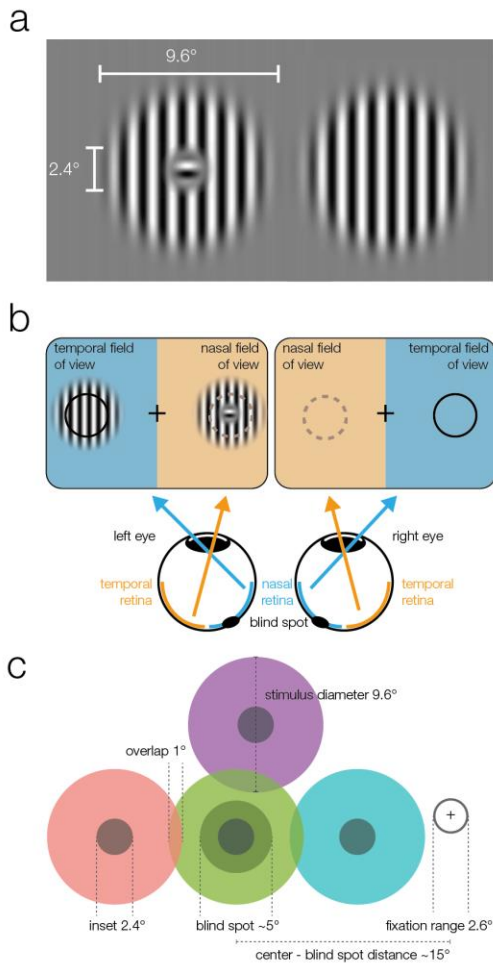 a
9.6°
2.4°
b
temporal field
of view
nasal field
of view
nasal field
of view
temporal field
of view
+
+
left eye
right eye
temporal
retina
nasal
retina
temporal
retina
blind spot
c
stimulus diameter 9.6°
overlap 1°
+
inset 2.4°
blind spot ~5°
fixation range 2.6°
center - blind spot distance ~15°